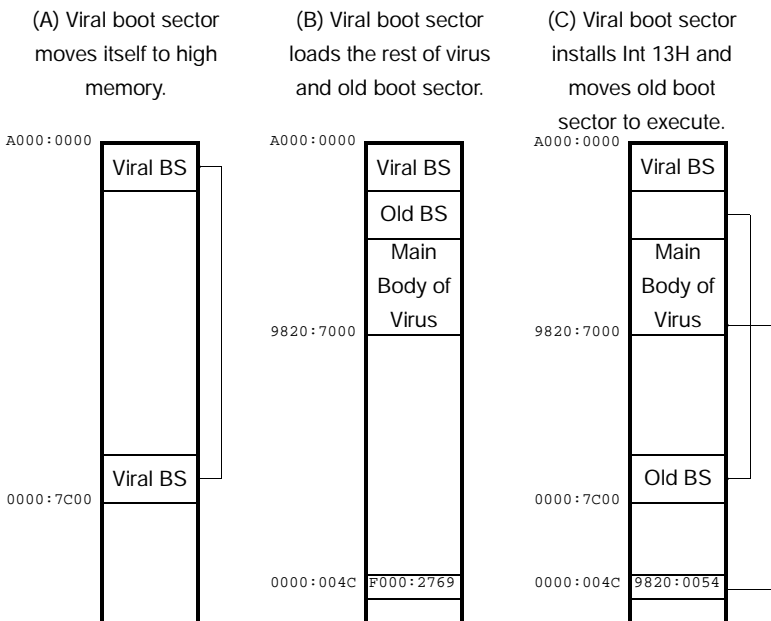 (A) Viral boot sector
moves itself to high
memory.
A000:0000
Viral BS
Viral BS
0000:7C00
(B) Viral boot sector
loads the rest of virus
and old boot sector.
A000:0000
Viral BS
Old BS
Main
Body of
Virus
9820:7000
0000:004C
F000:2769
(C) Viral boot sector
installs Int 13H and
moves old boot
sector to execute.
A000:0000
Viral BS
Main
Body of
Virus
9820:7000
Old BS
0000:7C00
0000:004C
9820:0054